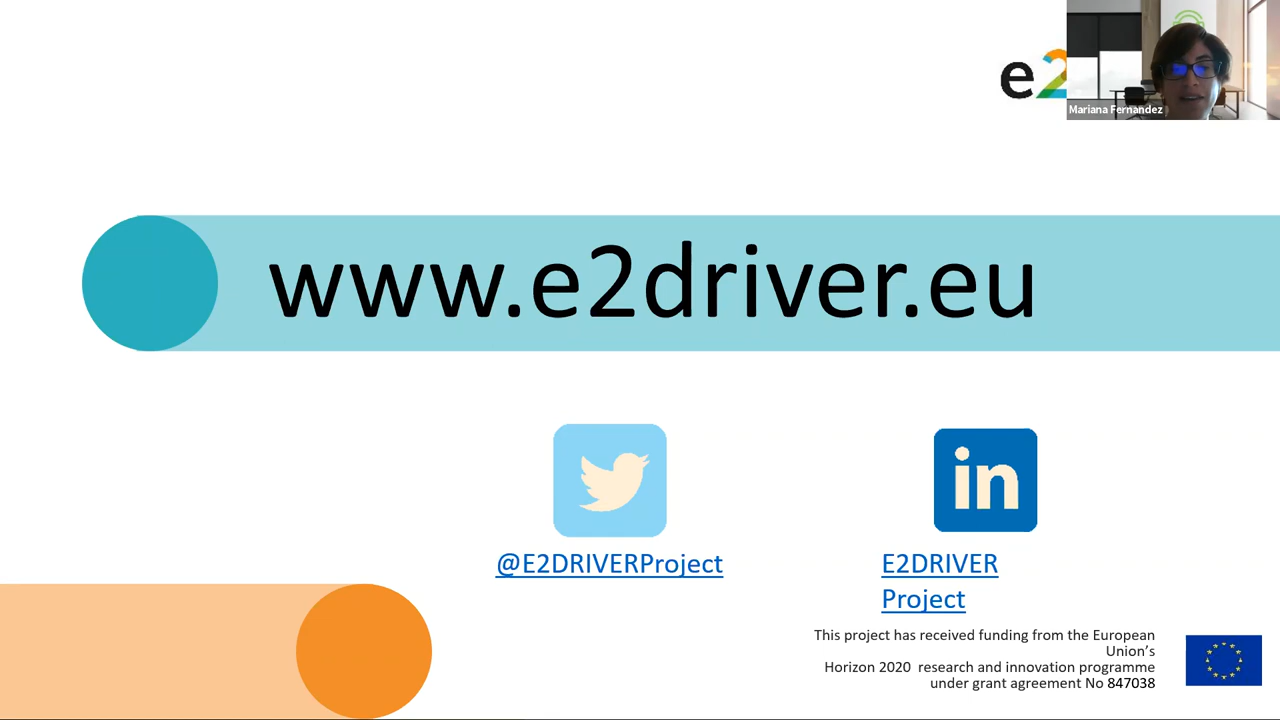 e2
Mariana Fernandez
www.e2driver.eu
in
@E2DRIVERProject
E2DRIVER
Project
This project has received funding from the European
Union’s
Horizon 2020 research and innovation programme
under grant agreement No 847038